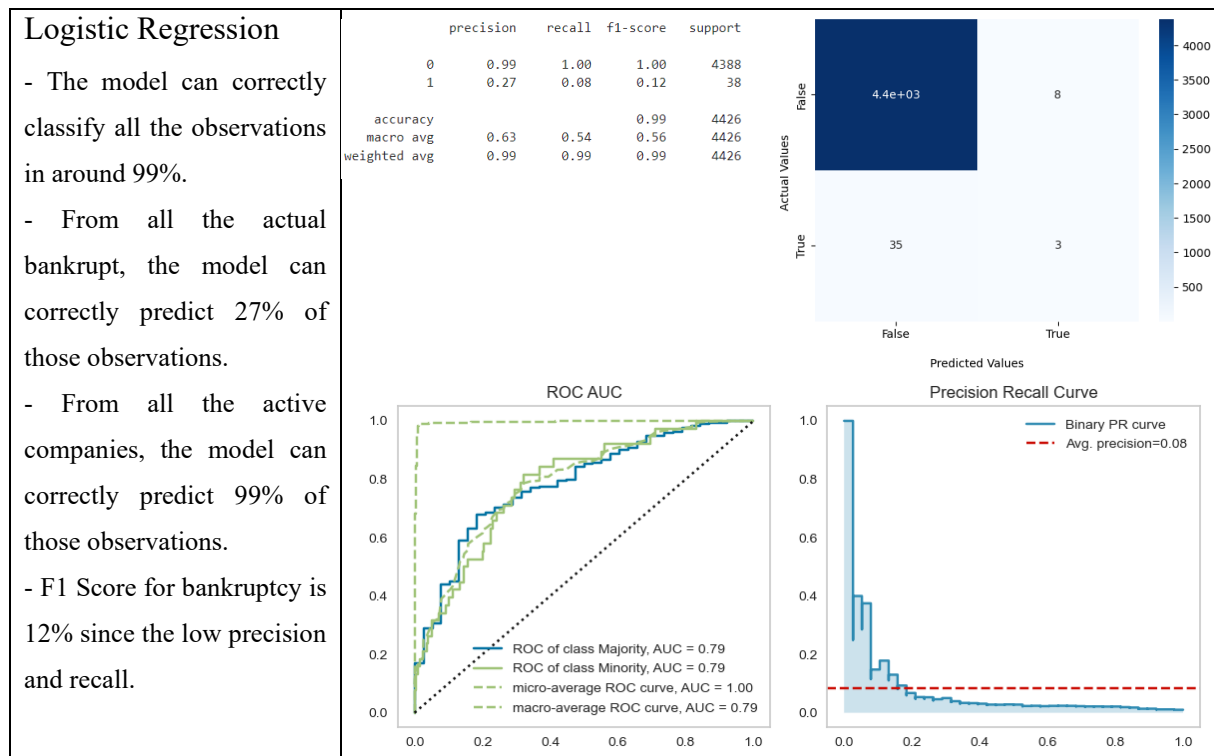 Logistic Regression
- The model can correctly
classify all the observations
in around 99%.
- From all the actual
bankrupt, the model can
correctly predict 27% of
those observations.
- From all the active
companies, the model can
correctly predict 99% of
those observations.
- F1 Score for bankruptcy is
12% since the low precision
and recall.
precision recall f1-score support
0 0.99 1.00 1.00 4388
1 0.27 0.08 0.12 38
accuracy 0.99 4426
macro avg 0.63 0.54 0.56 4426
weighted avg 0.99 0.99 0.99 4426
Actual Values
False
True
4.4e+03 8
35 3
False True
Predicted Values
4000
3500
3000
2500
2000
1500
1000
500
ROC AUC
1.0
0.8
0.6
0.4
0.2
0.0
ROC of class Majority, AUC = 0.79
ROC of class Minority, AUC = 0.79
micro-average ROC curve, AUC = 1.00
macro-average ROC curve, AUC = 0.79
0.0 0.2 0.4 0.6 0.8 1.0
Precision Recall Curve
Binary PR curve
Avg. precision=0.08
1.0
0.8
0.6
0.4
0.2
0.0
0.0 0.2 0.4 0.6 0.8 1.0